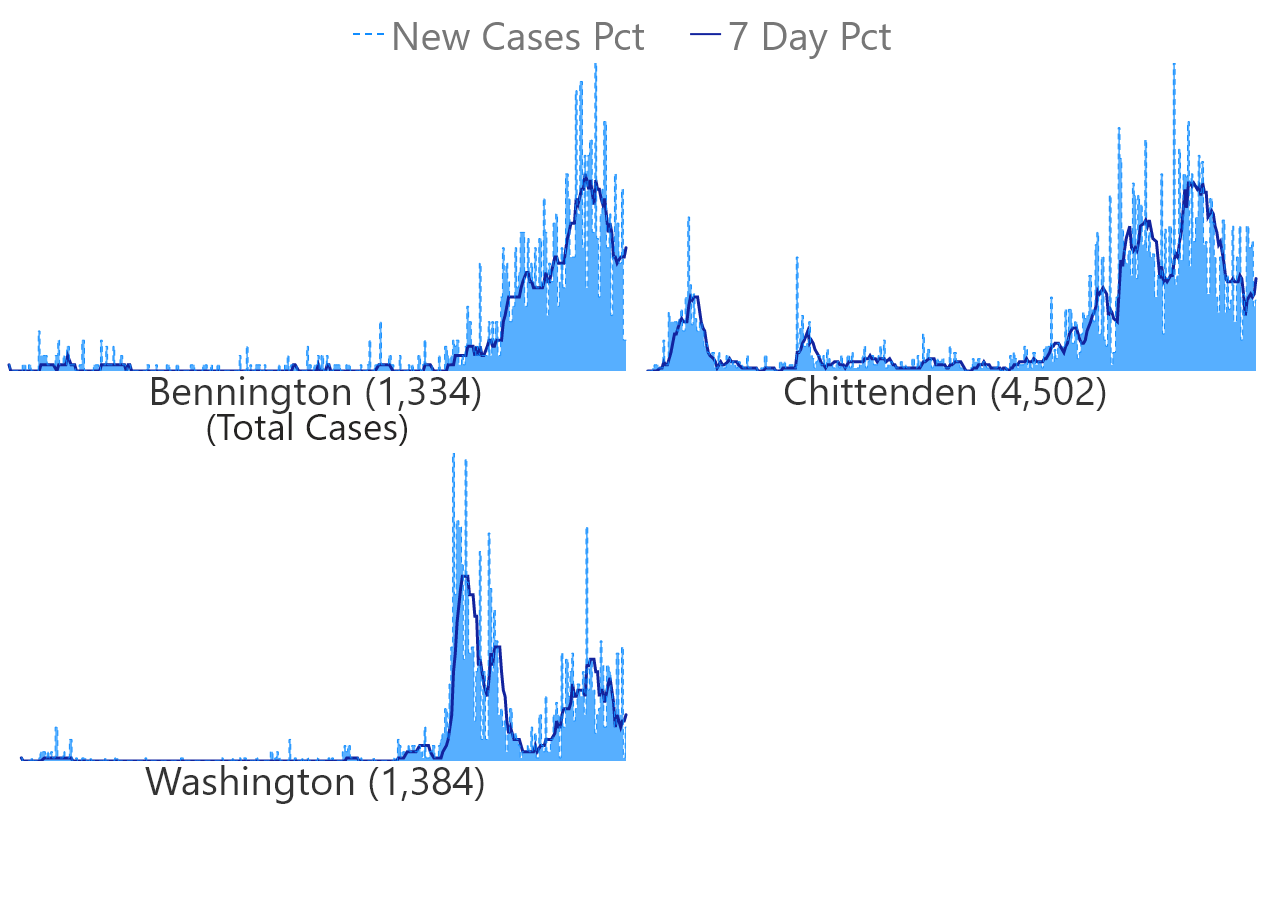 New Cases Pct 7 Day Pct
Bennington (1,334)
(Total Cases)
Chittenden (4,502)
Washington (1,384)